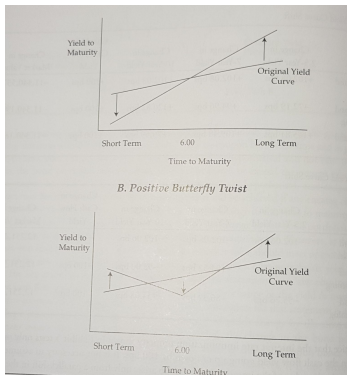 Yield to
Maturity
Original Yield
Curve
Short Term 6.00 Long Term
Time to Maturity
B. Positive Butterfly Twist
Yield to
Maturity
Original Yield
Curve
Short Term 6.00 Long Term
Time to Maturity